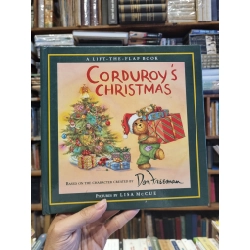 A LIFT-THE-FLAP BOOK
CORDUROY'S
CHRISTMAS
BASED ON THE CHARACTER CREATED BY Don Freeman
PICTURES BY LISA McCUE